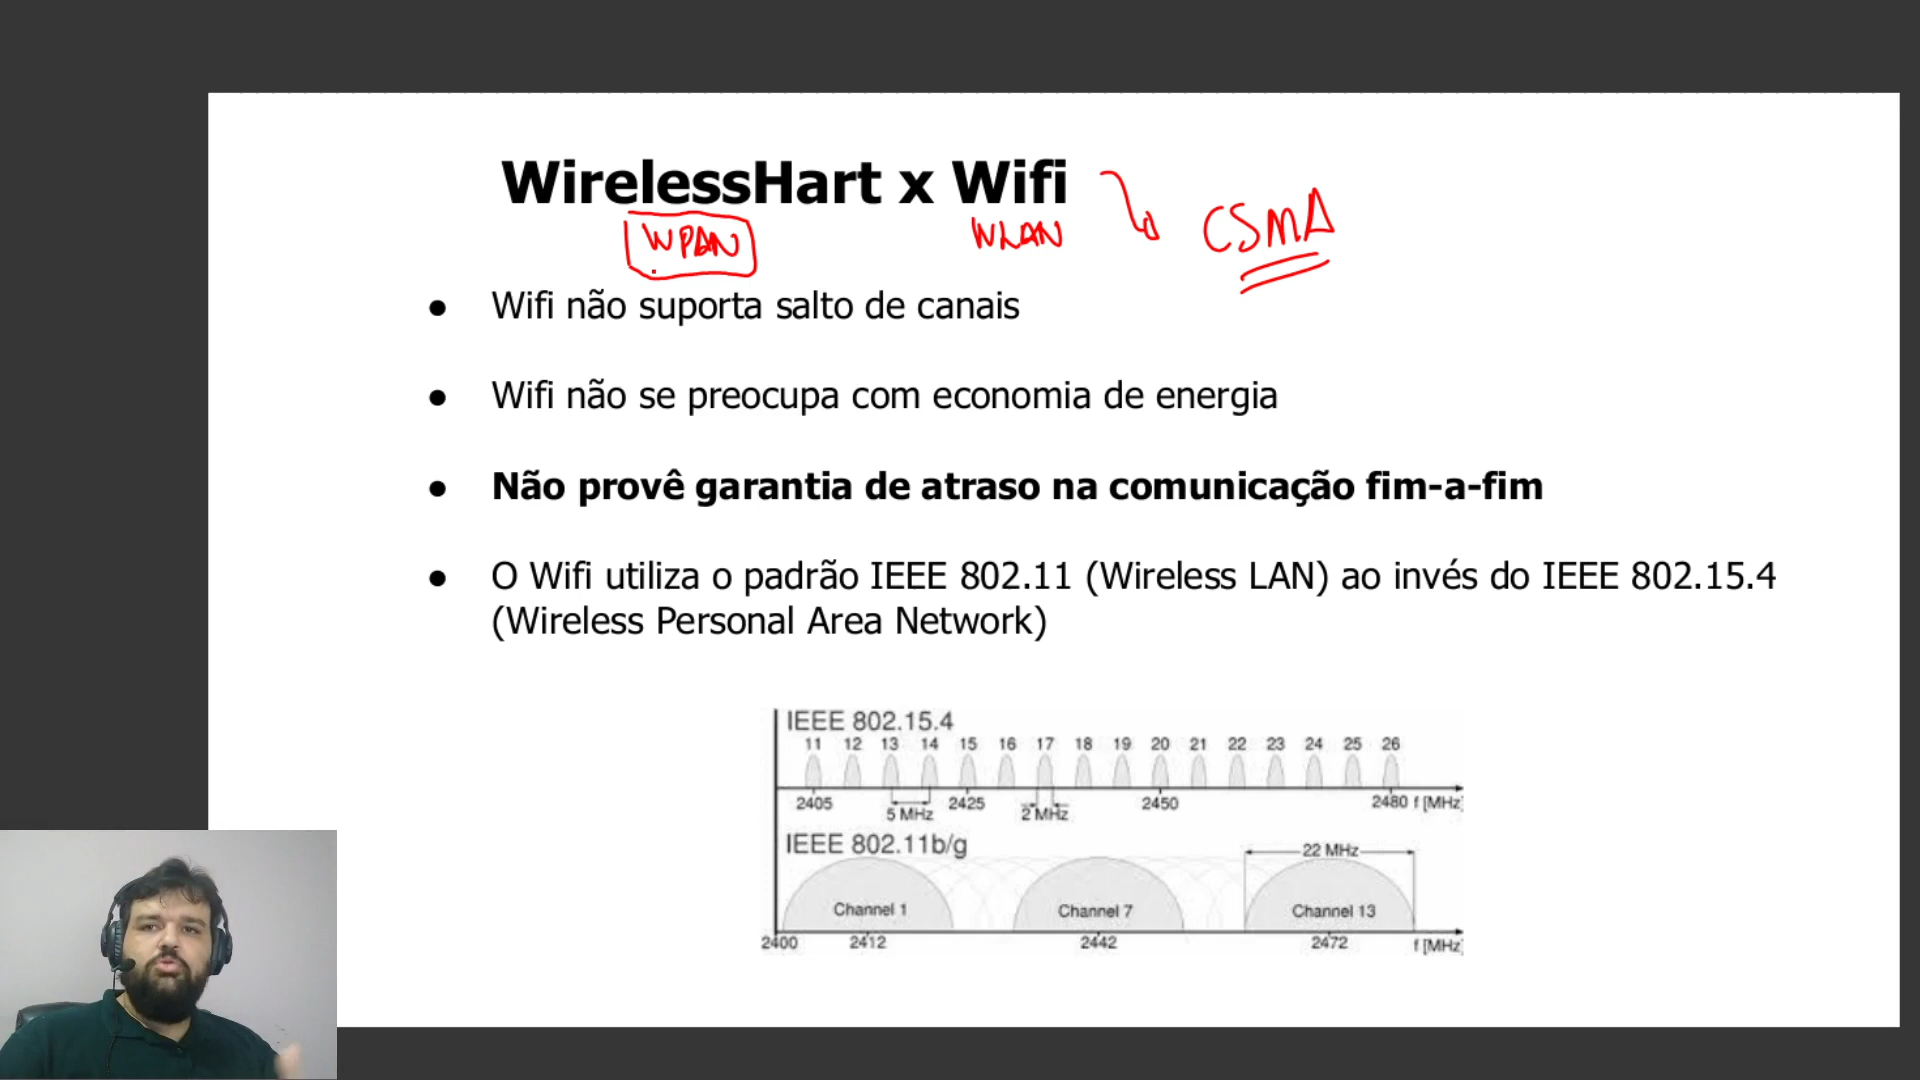 WirelessHart x Wifi
WPAN
WLAN
CSMA
● Wifi não suporta salto de canais
● Wifi não se preocupa com economia de energia
● Não provê garantia de atraso na comunicação fim-a-fim
● O Wifi utiliza o padrão IEEE 802.11 (Wireless LAN) ao invés do IEEE 802.15.4
(Wireless Personal Area Network)
IEEE 802.15.4
11 12 13 14 15 16 17 18 19 20 21 22 23 24 25 26
2405 2425 2450 2480 f [MHz]
5 MHz 2 MHz
IEEE 802.11b/g
22 MHz
Channel 1 Channel 7 Channel 13
2400 2412 2442 2472 f [MHz]